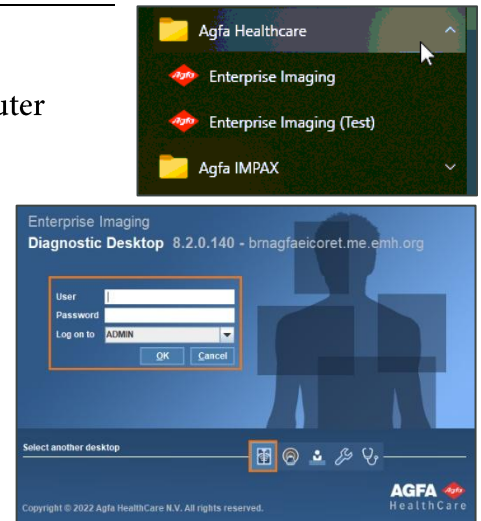 Agfa Healthcare
uter
Enterprise Imaging
Enterprise Imaging (Test)
Agfa IMPAX
Enterprise Imaging
Diagnostic Desktop 8.2.0.140 - brnagfaeicoret.me.emh.org
User
Password
Log on to ADMIN
OK Cancel
Select another desktop
AGFA
HealthCare
Copyright © 2022 Agfa HealthCare N.V. All rights reserved.